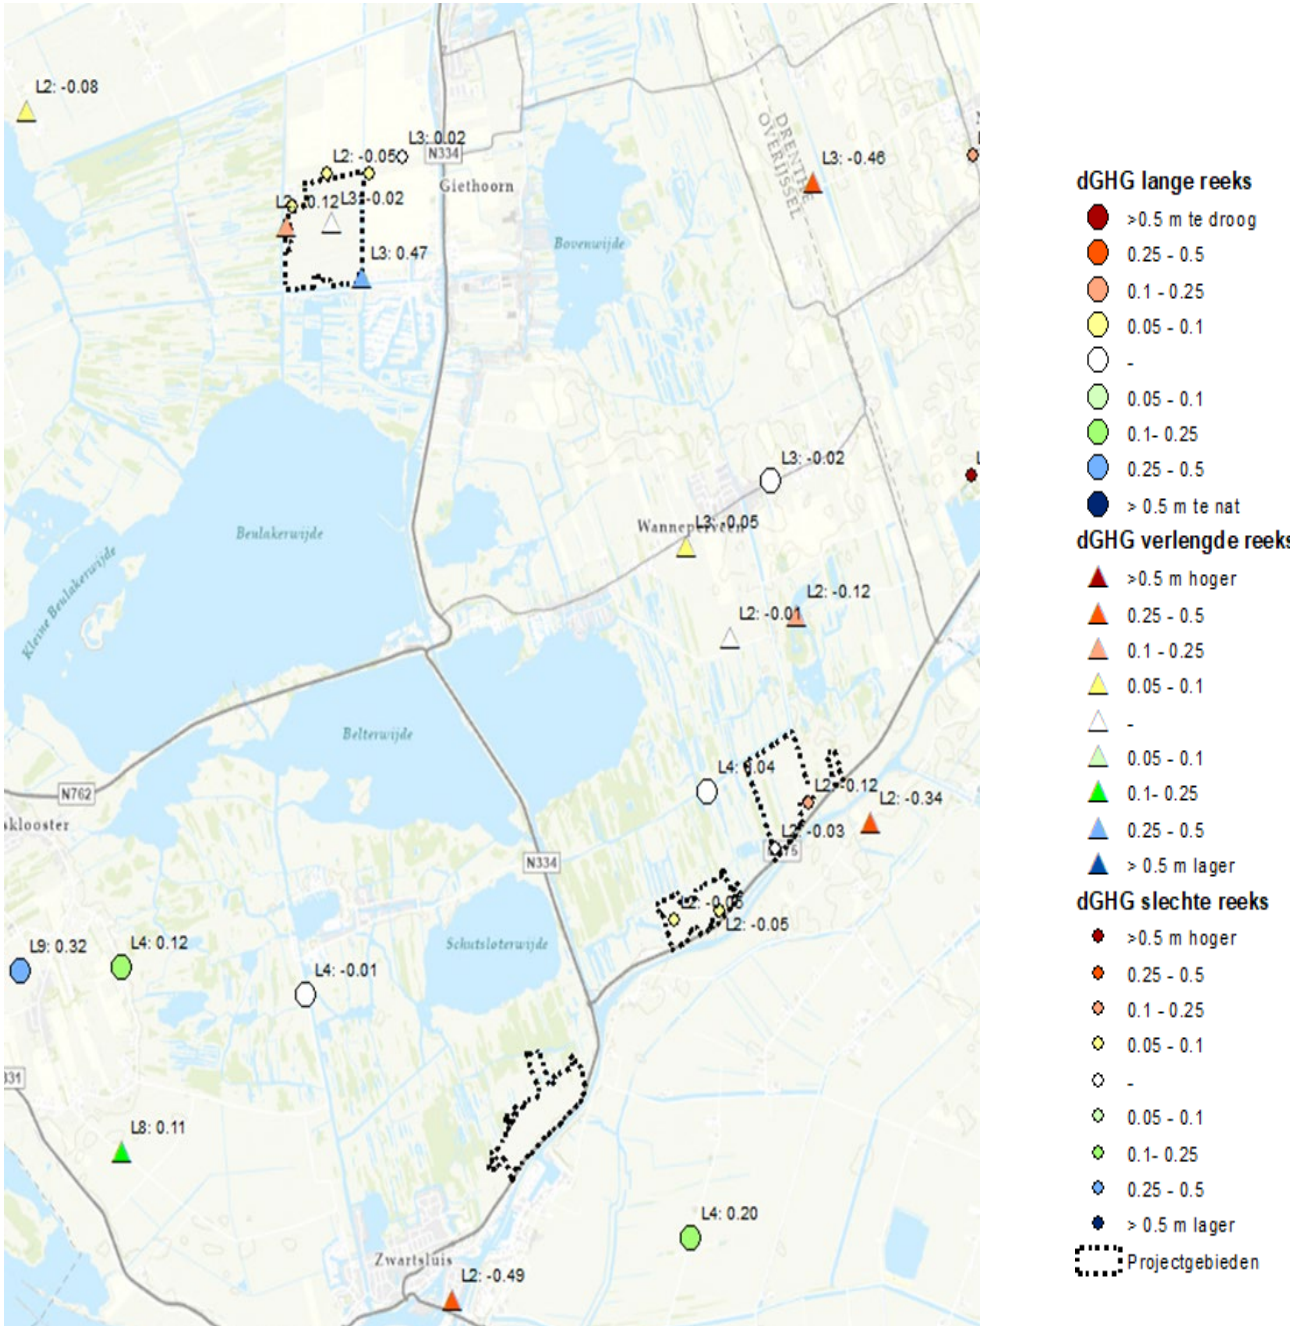 L2: -0.08
L3: 0.02
L2: -0.05
N334
Giethoorn
L3: -0.02
L3: 0.47
DRENTHE
OVERIJSSEL
L3: -0.46
Bovenwijde
L3: -0.02
Wanneperveen
L3: -0.05
Beulakerwijde
Kleine Beulakerwijde
L2: -0.12
L2: -0.01
Belterwijde
N762
sklooster
L4: 0.04
L2: -0.12
L2: -0.34
L2: -0.03
N334
L2: -0.05
Schutsloterwijde
L9: 0.32
L4: 0.12
L4: -0.01
331
L8: 0.11
L4: 0.20
Zwartsluis
L2: -0.49
dGHG lange reeks
>0.5 m te droog
0.25 - 0.5
0.1 - 0.25
0.05 - 0.1
-
0.05 - 0.1
0.1- 0.25
0.25 - 0.5
> 0.5 m te nat
dGHG verlengde reeks
>0.5 m hoger
0.25 - 0.5
0.1 - 0.25
0.05 - 0.1
-
0.05 - 0.1
0.1- 0.25
0.25 - 0.5
> 0.5 m lager
dGHG slechte reeks
>0.5 m hoger
0.25 - 0.5
0.1 - 0.25
0.05 - 0.1
-
0.05 - 0.1
0.1- 0.25
0.25 - 0.5
> 0.5 m lager
Projectgebieden